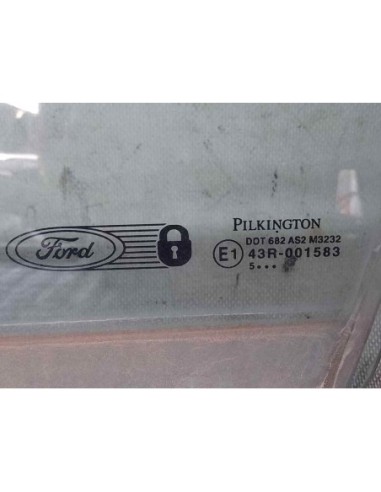 Ford
PILKINGTON
DOT 682 AS2 M3232
E1 43R-001583
5•••